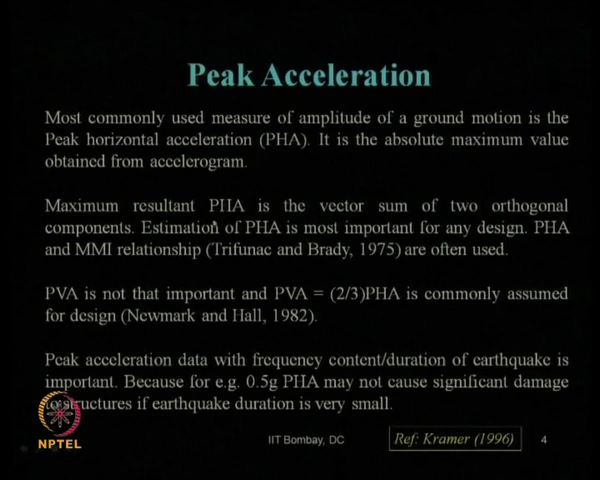 Peak Acceleration
Most commonly used measure of amplitude of a ground motion is the
Peak horizontal acceleration (PHA). It is the absolute maximum value
obtained from accelerogram.
Maximum resultant PHA is the vector sum of two orthogonal
components. Estimation of PHA is most important for any design. PHA
and MMI relationship (Trifunac and Brady, 1975) are often used.
PVA is not that important and PVA = (2/3)PHA is commonly assumed
for design (Newmark and Hall, 1982).
Peak acceleration data with frequency content/duration of earthquake is
important. Because for e.g. 0.5g PHA may not cause significant damage
to structures if earthquake duration is very small.
NPTEL
IIT Bombay, DC
Ref: Kramer (1996)
4